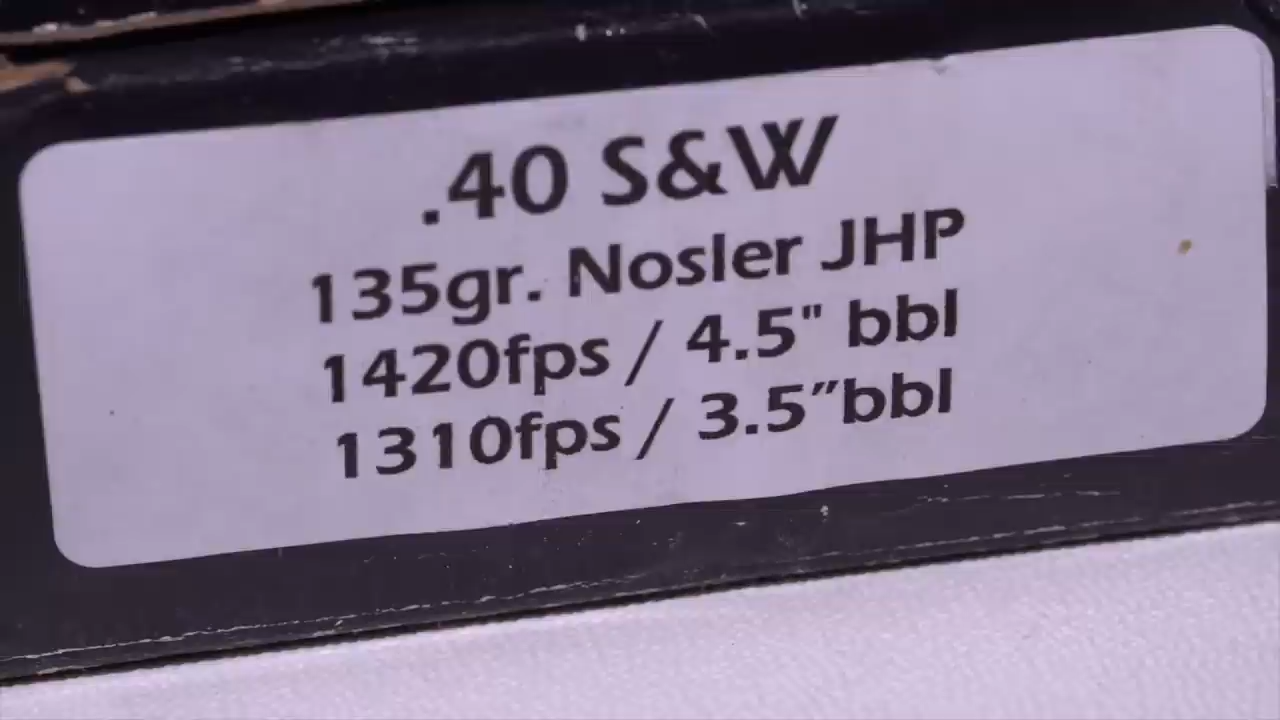 .40 S&W
135gr. Nosler JHP
1420fps / 4.5" bbl
1310fps / 3.5”bbl